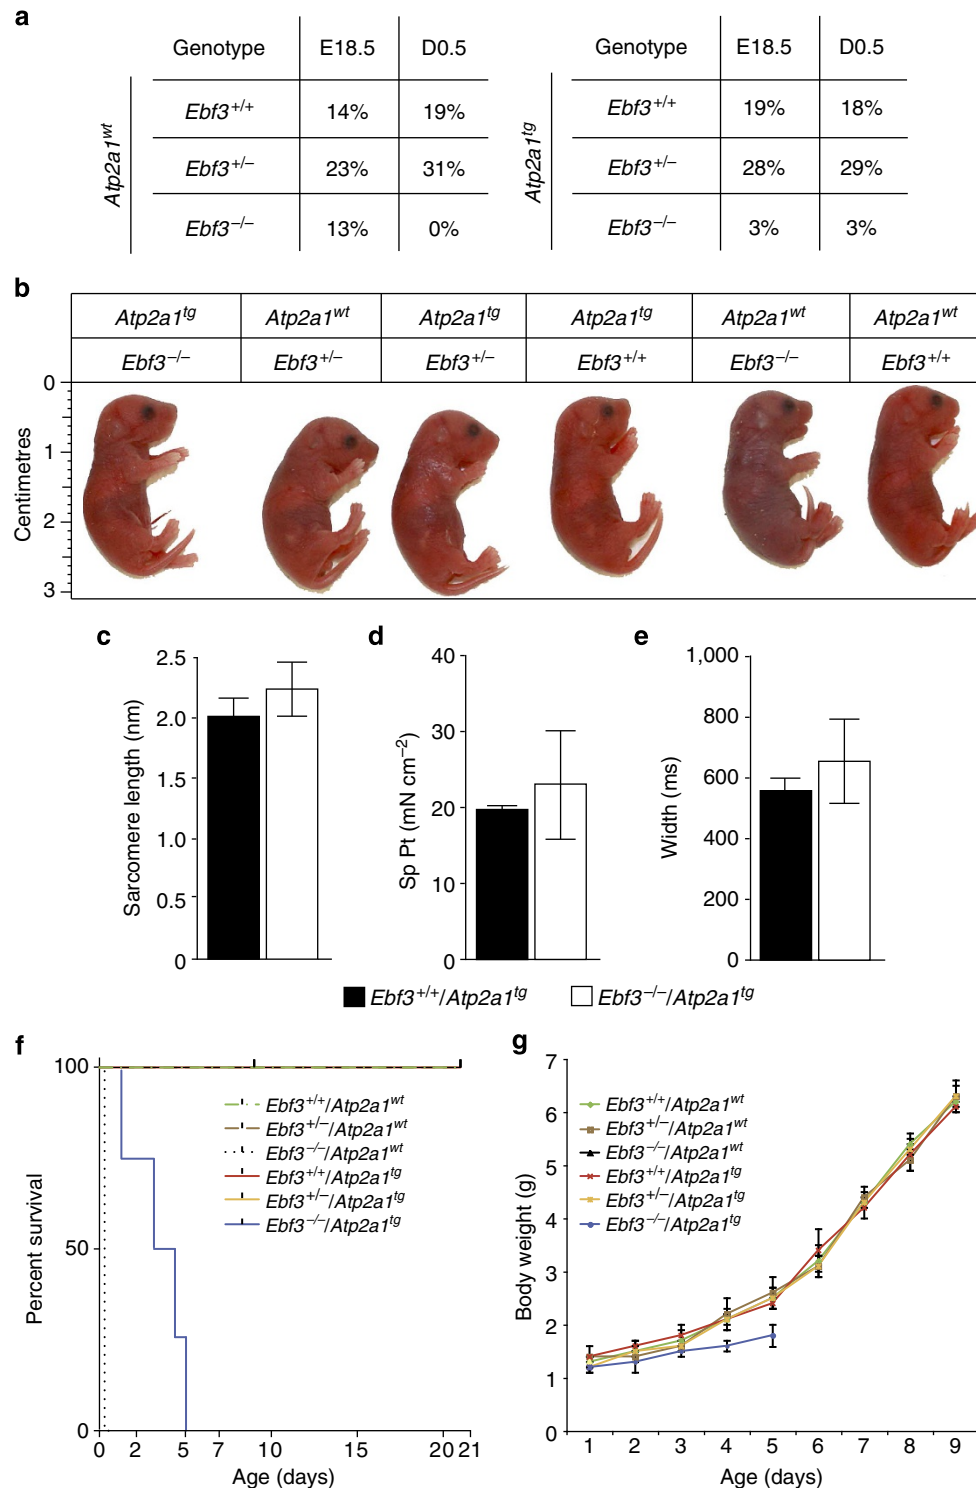 a
Genotype E18.5 D0.5
Atp2a1wt
Ebf3+/+ 14% 19%
Ebf3+/– 23% 31%
Ebf3–/– 13% 0%
Genotype E18.5 D0.5
Atp2a1tg
Ebf3+/+ 19% 18%
Ebf3+/– 28% 29%
Ebf3–/– 3% 3%
b
Atp2a1tg Atp2a1wt Atp2a1tg Atp2a1tg Atp2a1wt Atp2a1wt
Ebf3–/– Ebf3+/– Ebf3+/– Ebf3+/+ Ebf3–/– Ebf3+/+
Centimetres
0
1
2
3
c
Sarcomere length (nm)
2.5
2.0
1.5
1.0
0.5
0
d
Sp Pt (mN cm–2)
40
30
20
10
0
e
Width (ms)
1,000
800
600
400
200
0
Ebf3+/+/Atp2a1tg Ebf3–/–/Atp2a1tg
f
Percent survival
100
50
0
Ebf3+/+/Atp2a1wt
Ebf3+/–/Atp2a1wt
Ebf3–/–/Atp2a1wt
Ebf3+/+/Atp2a1tg
Ebf3+/–/Atp2a1tg
Ebf3–/–/Atp2a1tg
0 2 5 7 10 15 20 21
Age (days)
g
Body weight (g)
7
6
5
4
3
2
1
0
Ebf3+/+/Atp2a1wt
Ebf3+/–/Atp2a1wt
Ebf3–/–/Atp2a1wt
Ebf3+/+/Atp2a1tg
Ebf3+/–/Atp2a1tg
Ebf3–/–/Atp2a1tg
1 2 3 4 5 6 7 8 9
Age (days)